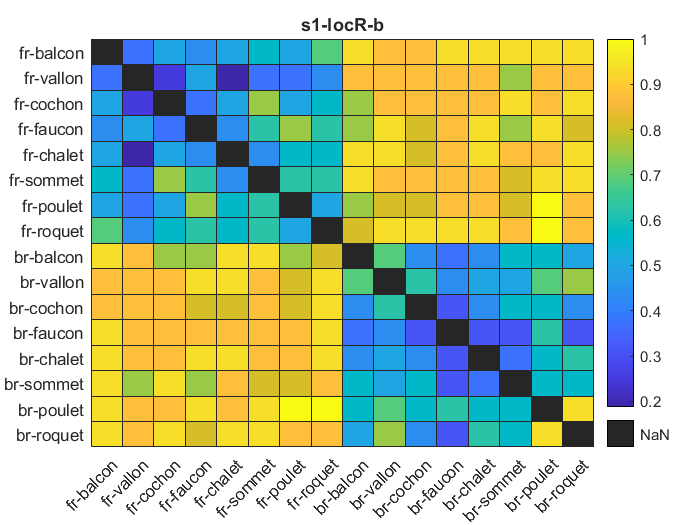 s1-locR-b
fr-balcon
fr-vallon
fr-cochon
fr-faucon
fr-chalet
fr-sommet
fr-poulet
fr-roquet
br-balcon
br-vallon
br-cochon
br-faucon
br-chalet
br-sommet
br-poulet
br-roquet
fr-balcon
fr-vallon
fr-cochon
fr-faucon
fr-chalet
fr-sommet
fr-poulet
fr-roquet
br-balcon
br-vallon
br-cochon
br-faucon
br-chalet
br-sommet
br-poulet
br-roquet
1
0.9
0.8
0.7
0.6
0.5
0.4
0.3
0.2
NaN